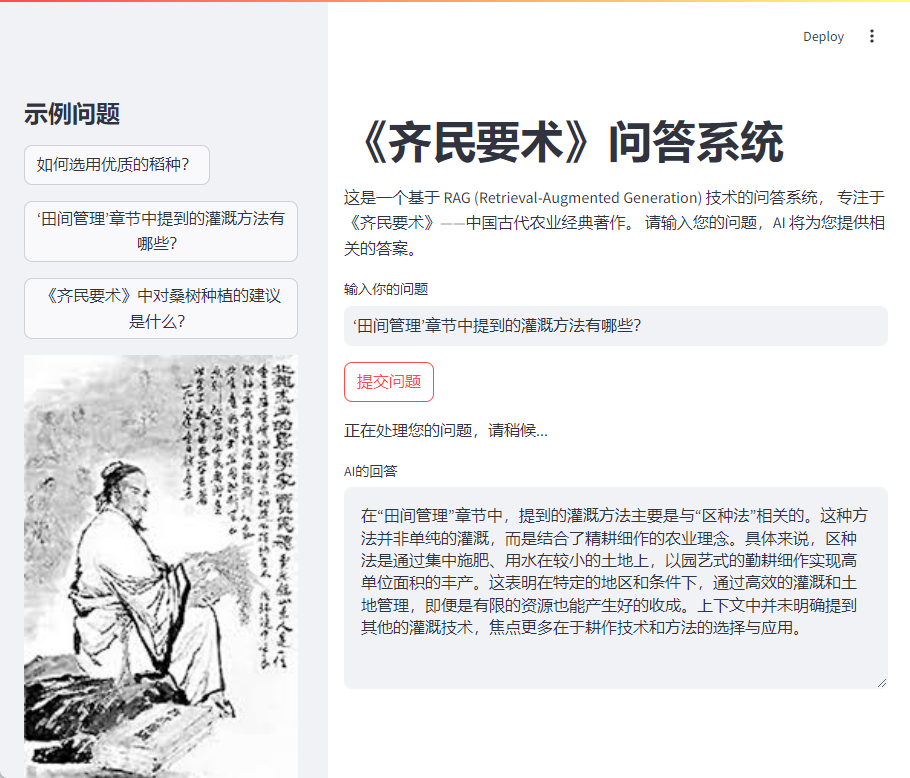 Deploy
示例问题
如何选用优质的稻种?
‘田间管理’章节中提到的灌溉方法有
哪些?
《齐民要术》中对桑树种植的建议
是什么?
《齐民要术》问答系统
这是一个基于 RAG (Retrieval-Augmented Generation) 技术的问答系统， 专注于
《齐民要术》——中国古代农业经典著作。 请输入您的问题，AI 将为您提供相
关的答案。
输入你的问题
‘田间管理’章节中提到的灌溉方法有哪些?
提交问题
正在处理您的问题，请稍候...
AI的回答
在“田间管理”章节中，提到的灌溉方法主要是与“区种法”相关的。这种方
法并非单纯的灌溉，而是结合了精耕细作的农业理念。具体来说，区种
法是通过集中施肥、用水在较小的土地上，以园艺式的勤耕细作实现高
单位面积的丰产。这表明在特定的地区和条件下，通过高效的灌溉和土
地管理，即便是有限的资源也能产生好的收成。上下文中并未明确提到
其他的灌溉技术，焦点更多在于耕作技术和方法的选择与应用。